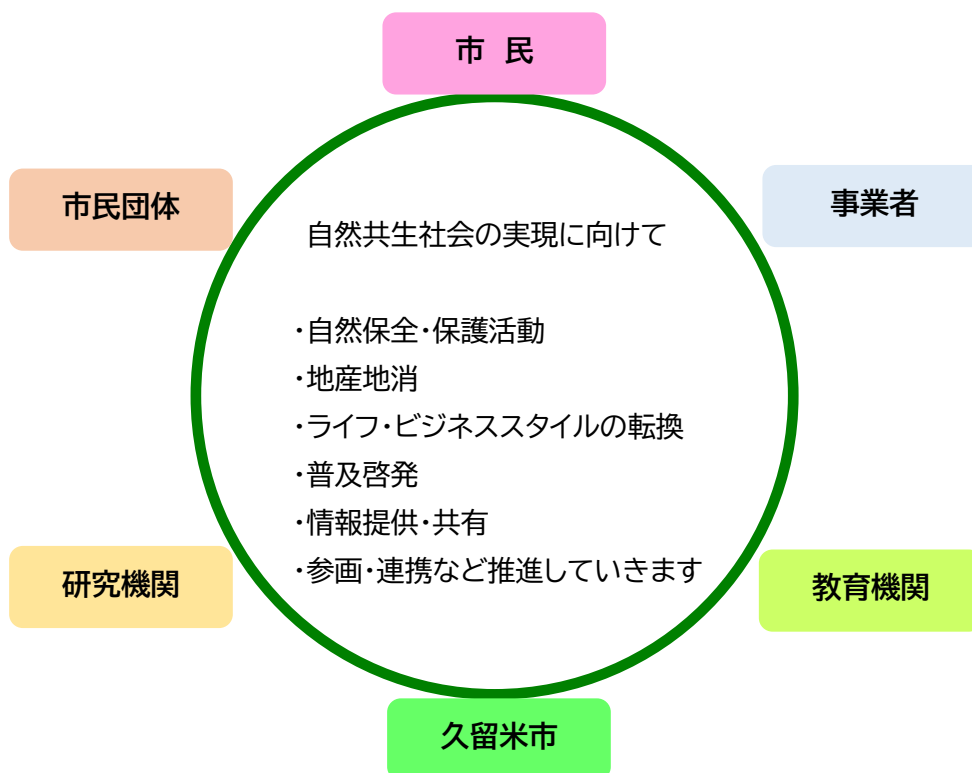 市 民
市民団体
事業者
自然共生社会の実現に向けて
・自然保全・保護活動
・地産地消
・ライフ・ビジネススタイルの転換
・普及啓発
・情報提供・共有
・参画・連携など推進していきます
研究機関
教育機関
久留米市